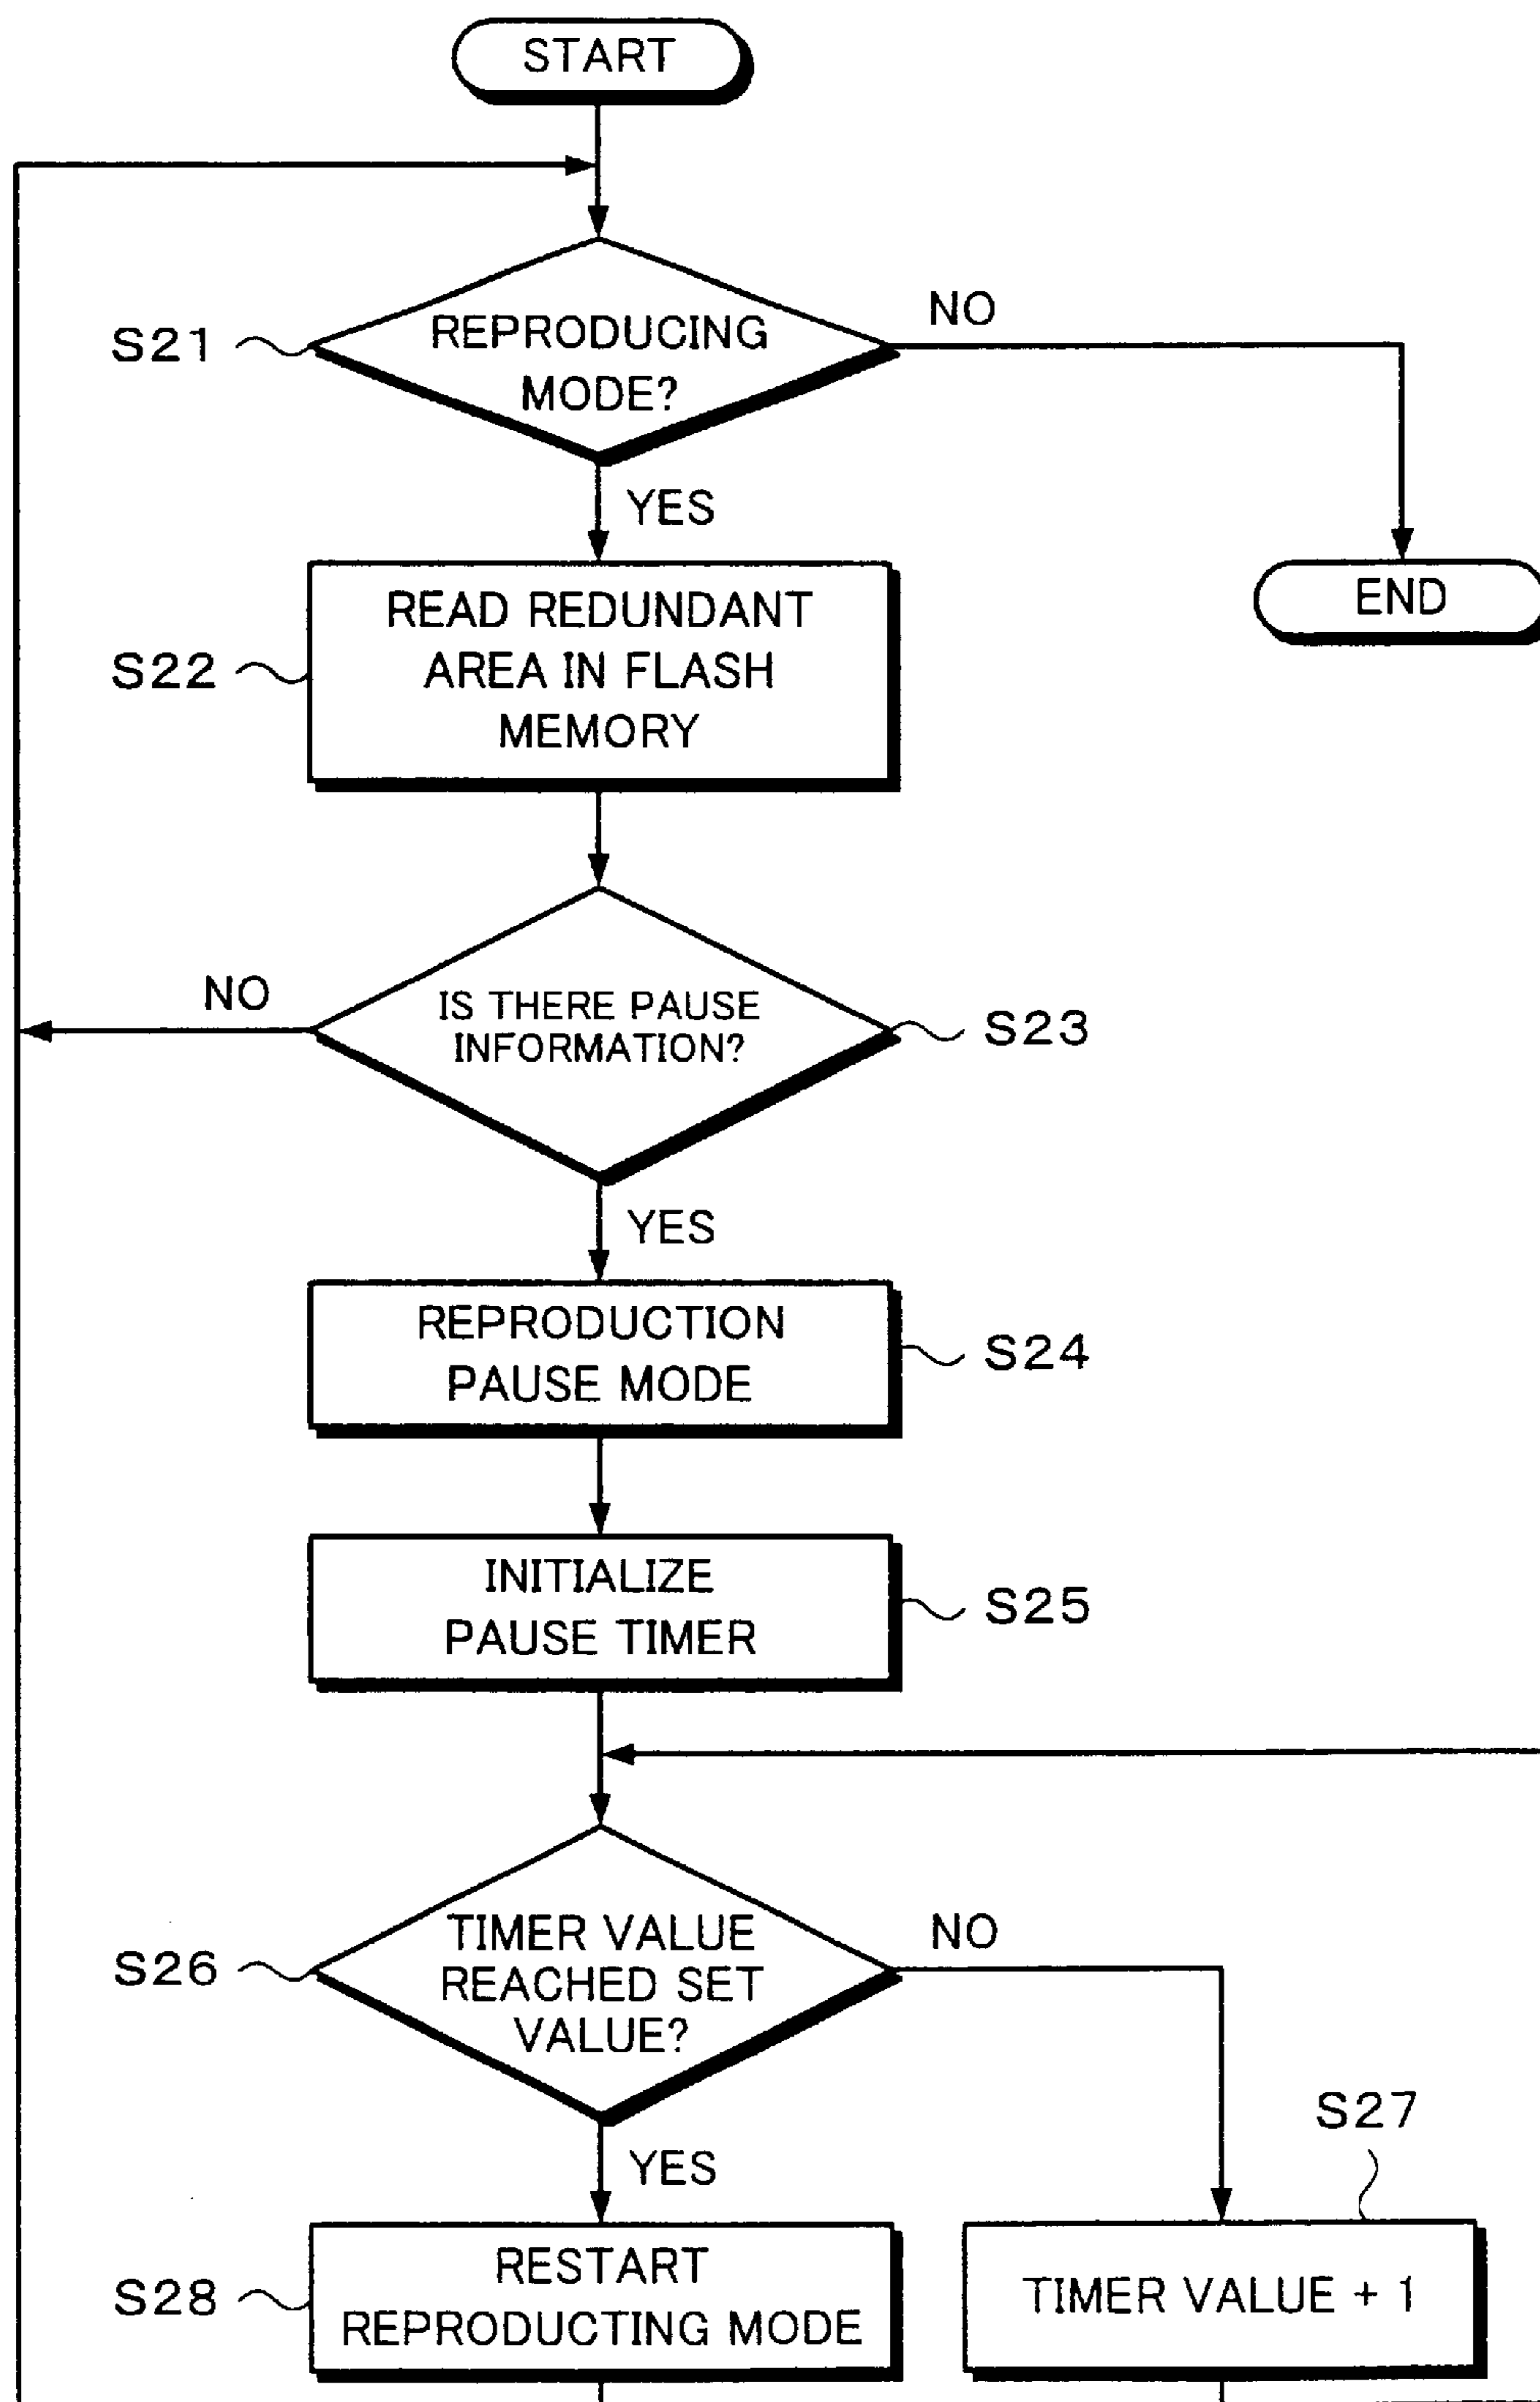 START
REPRODUCING
MODE?
S21
NO
YES
END
READ REDUNDANT
AREA IN FLASH
MEMORY
S22
IS THERE PAUSE
INFORMATION?
NO
S23
YES
REPRODUCTION
PAUSE MODE
S24
INITIALIZE
PAUSE TIMER
S25
TIMER VALUE
REACHED SET
VALUE?
S26
NO
YES
S27
RESTART
REPRODUCTING MODE
S28
TIMER VALUE + 1